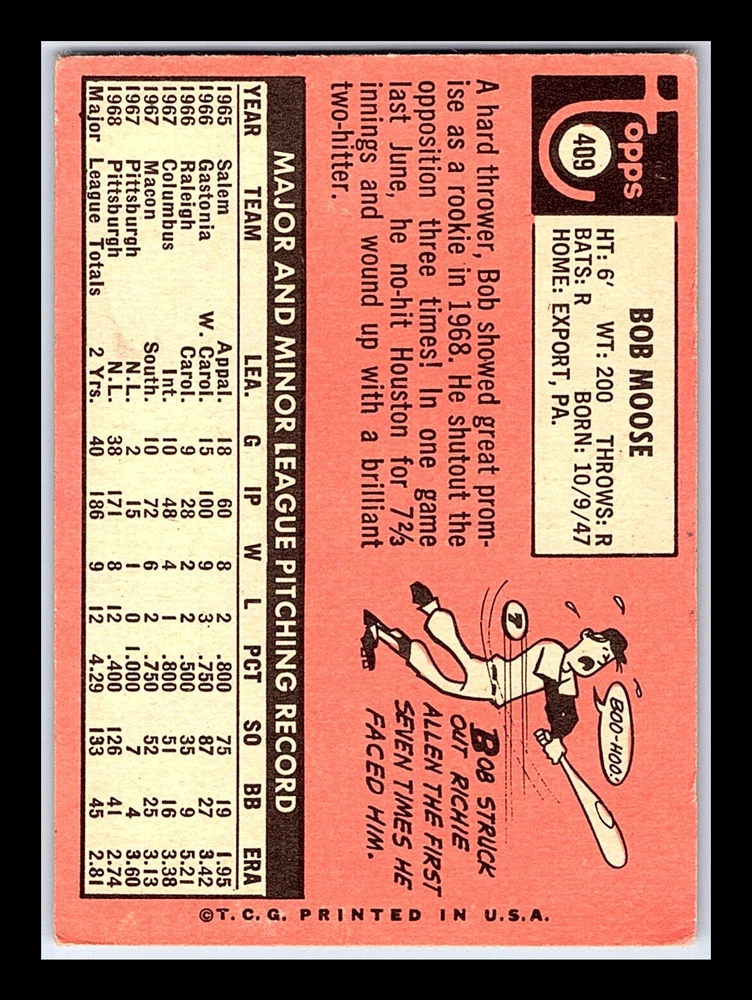 Topps
409
BOB MOOSE
HT: 6' WT: 200 THROWS: R
BATS: R BORN: 10/9/47
HOME: EXPORT, PA.
A hard thrower, Bob showed great prom-
ise as a rookie in 1968. He shutout the
opposition three times! In one game
last June, he no-hit Houston for 7⅔
innings and wound up with a brilliant
two-hitter.
BOO-HOO!
7
BOB STRUCK
OUT RICHIE
ALLEN THE FIRST
SEVEN TIMES HE
FACED HIM.
MAJOR AND MINOR LEAGUE PITCHING RECORD
YEAR TEAM LEA. G IP W L PCT SO BB ERA
1965 Salem Appal. 18 60 8 2 .800 75 19 1.95
1966 Gastonia W. Carol. 15 100 9 3 .750 87 27 3.42
1966 Raleigh Carol. 9 28 2 2 .500 35 9 5.21
1967 Columbus Int. 10 48 4 1 .800 51 16 3.38
1967 Macon South. 10 72 6 2 .750 52 25 3.13
1967 Pittsburgh N.L. 2 15 1 0 1.000 7 4 3.60
1968 Pittsburgh N.L. 38 171 8 12 .400 126 41 2.74
Major League Totals 2 Yrs. 40 186 9 12 4.29 133 45 2.81
©T.C.G. PRINTED IN U.S.A.